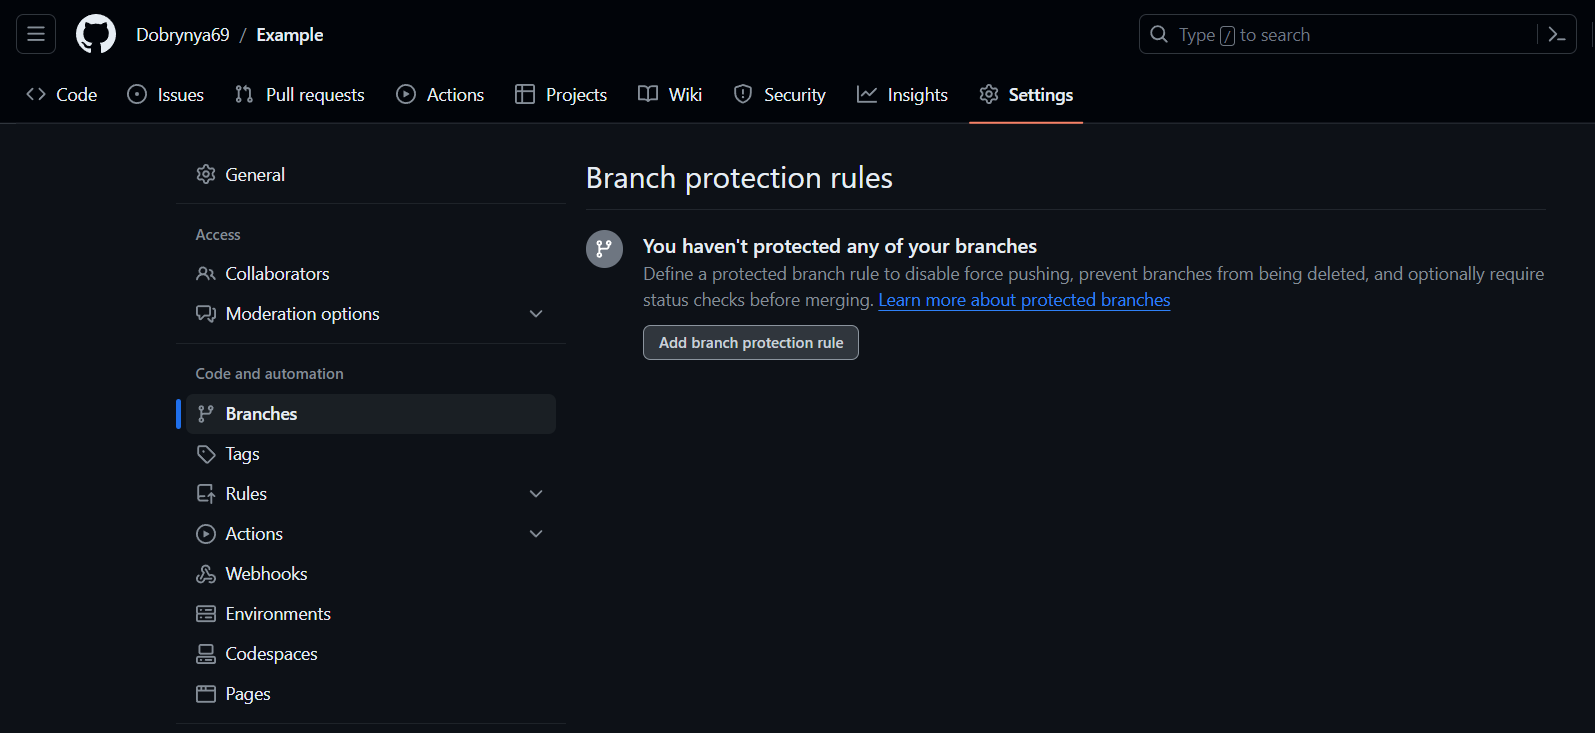 Dobrynya69 / Example
Type / to search
Code Issues Pull requests Actions Projects Wiki Security Insights Settings
General
Access
Collaborators
Moderation options
Code and automation
Branches
Tags
Rules
Actions
Webhooks
Environments
Codespaces
Pages
Branch protection rules
You haven't protected any of your branches
Define a protected branch rule to disable force pushing, prevent branches from being deleted, and optionally require
status checks before merging. Learn more about protected branches
Add branch protection rule